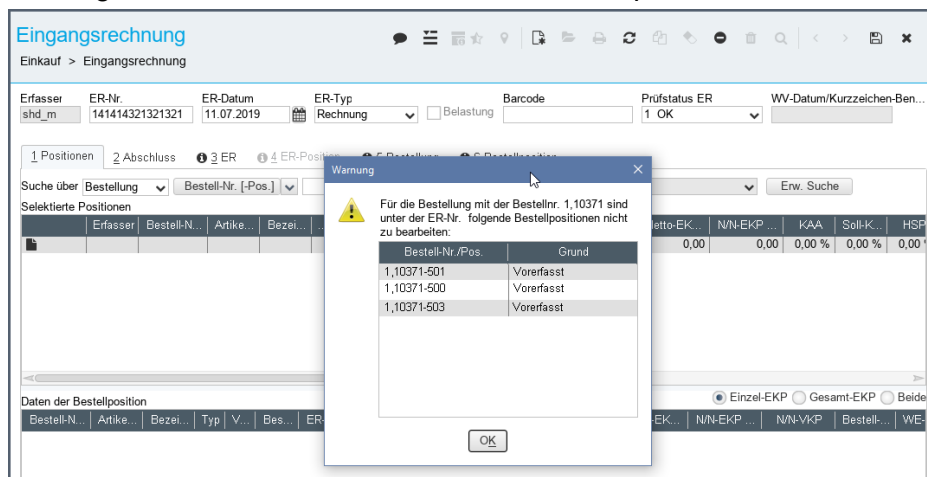 Eingangsrechnung
Einkauf > Eingangsrechnung
Erfasser ER-Nr. ER-Datum ER-Typ Barcode Prüfstatus ER WV-Datum/Kurzzeichen-Ben...
shd_m 141414321321321 11.07.2019 Rechnung Belastung 1 OK
1 Positionen 2 Abschluss 3 ER 4 ER-Position
Suche über Bestellung Bestell-Nr. [-Pos.] Erw. Suche
Selektierte Positionen
Erfasser Bestell-N... Artike... Bezei... N/N-EKP ... KAA Soll-K... HSP
0,00 0,00 0,00 % 0,00 % 0,00
Warnung
Für die Bestellung mit der Bestellnr. 1,10371 sind
unter der ER-Nr. folgende Bestellpositionen nicht
zu bearbeiten:
Bestell-Nr./Pos. Grund
1,10371-501 Vorerfasst
1,10371-500 Vorerfasst
1,10371-503 Vorerfasst
OK
Daten der Bestellposition Einzel-EKP Gesamt-EKP Beide
Bestell-N... Artike... Bezei... Typ V... Bes... ER- -EK... N/N-EKP ... N/N-VKP Bestell-... WE-